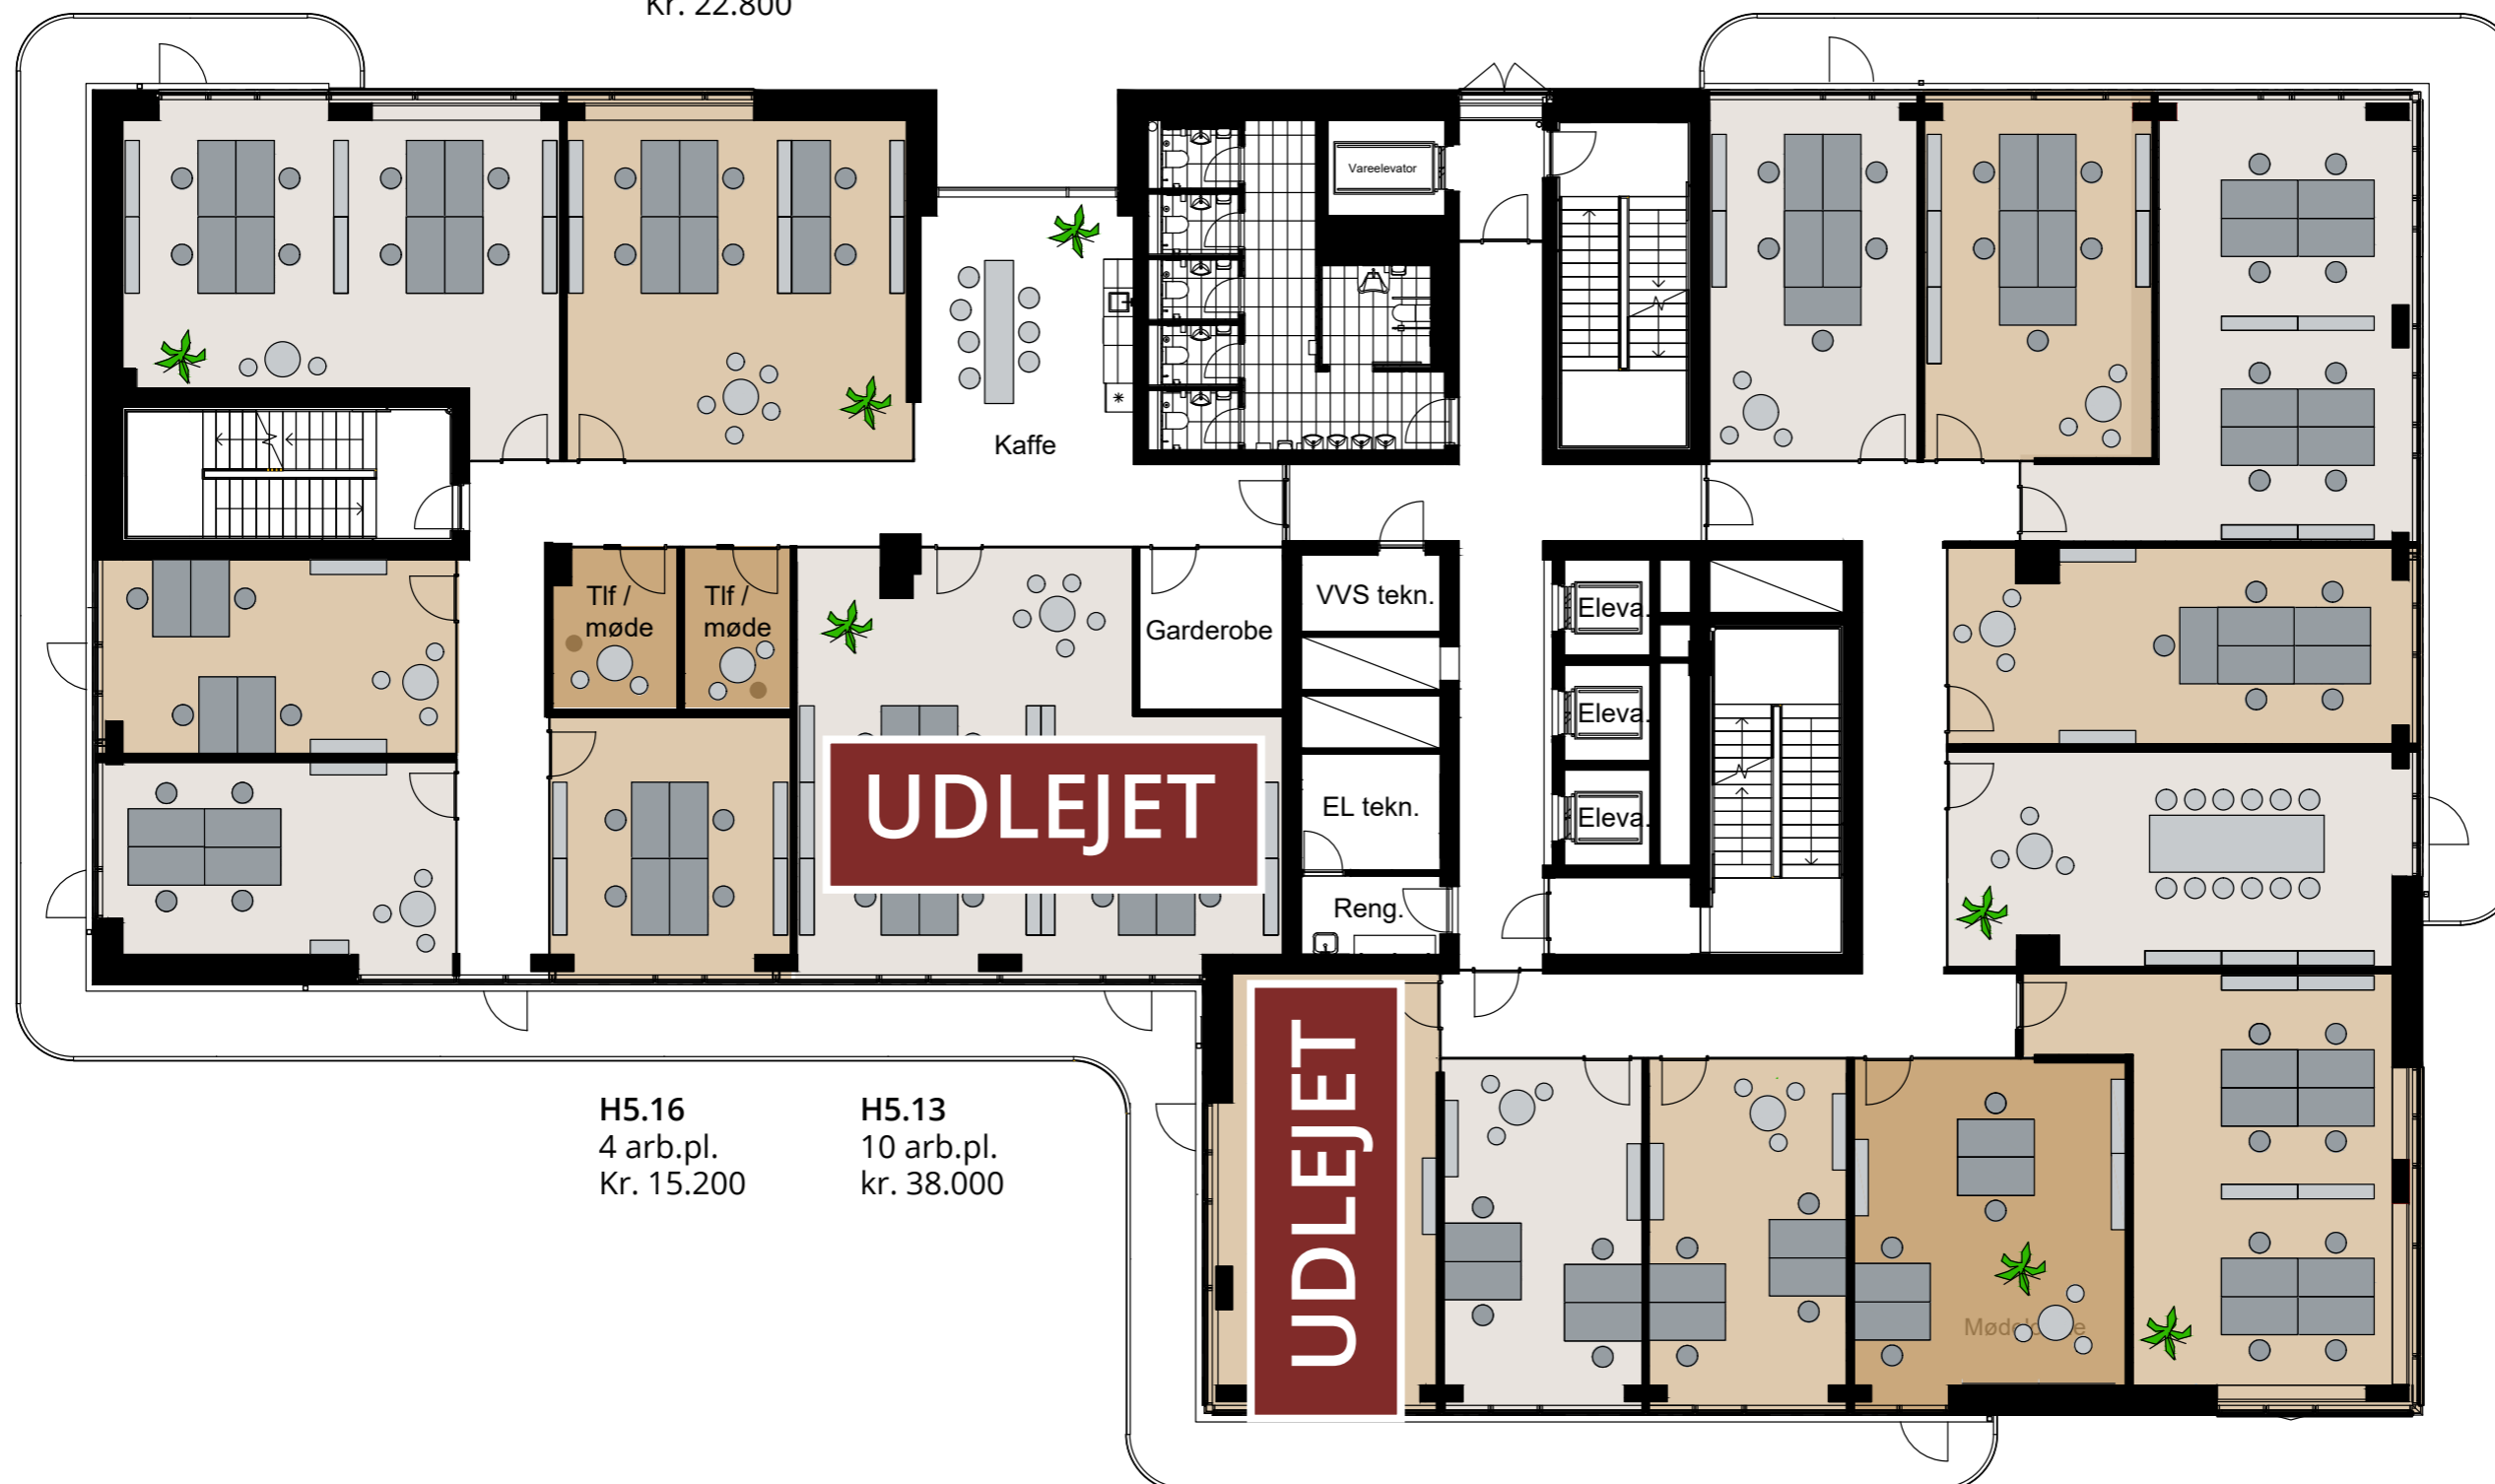 Kr. 22.800
Vareelevator
Kaffe
Tlf /
møde
Tlf /
møde
Garderobe
VVS tekn.
Eleva.
Eleva.
EL tekn.
Eleva.
UDLEJET
Reng.
UDLEJET
H5.16
4 arb.pl.
Kr. 15.200
H5.13
10 arb.pl.
kr. 38.000